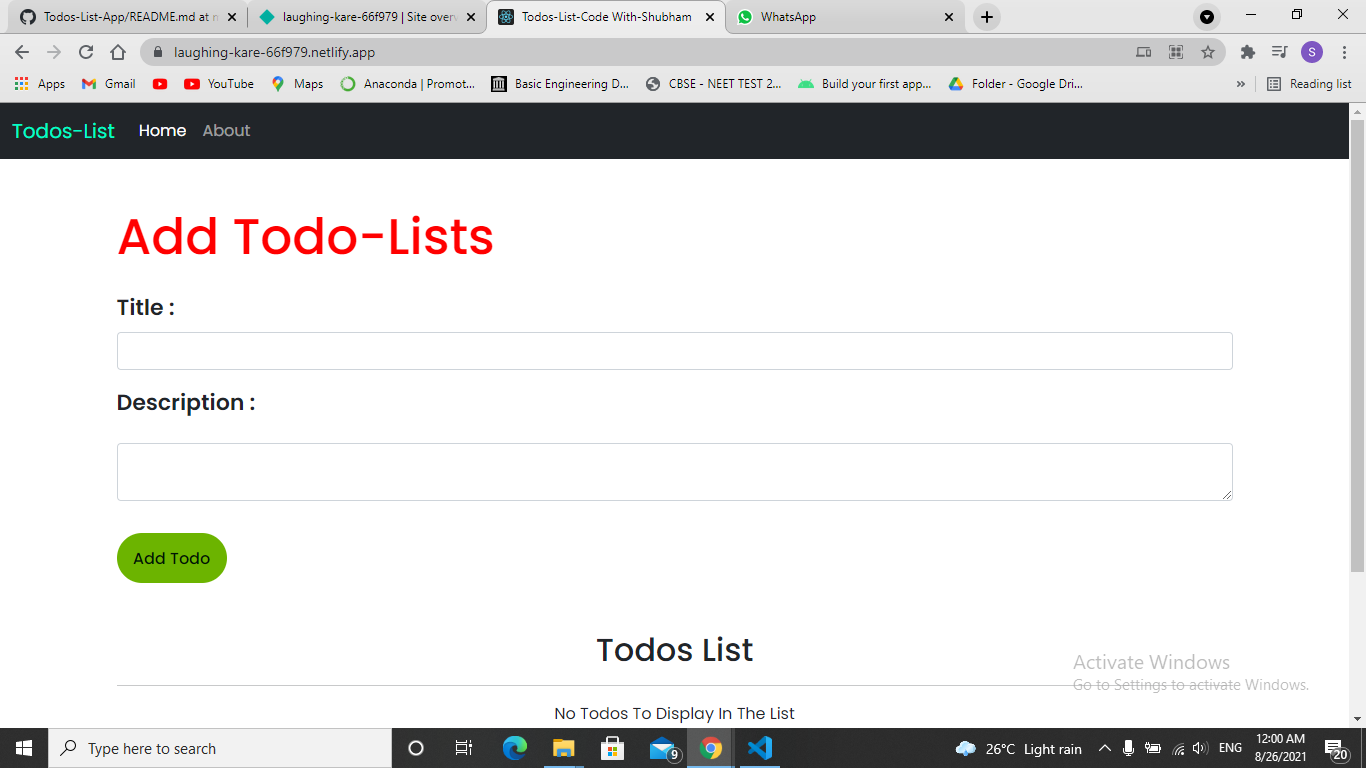 Todos-List-App/README.md at m
laughing-kare-66f979 | Site overv
Todos-List-Code With-Shubham
WhatsApp
laughing-kare-66f979.netlify.app
S
Apps
Gmail
YouTube
Maps
Anaconda | Promot...
Basic Engineering D...
CBSE - NEET TEST 2...
Build your first app...
Folder - Google Dri...
»
Reading list
Todos-List
Home
About
Add Todo-Lists
Title :
Description :
Add Todo
Todos List
Activate Windows
Go to Settings to activate Windows.
No Todos To Display In The List
Type here to search
9
26°C Light rain
ENG
12:00 AM
8/26/2021
20